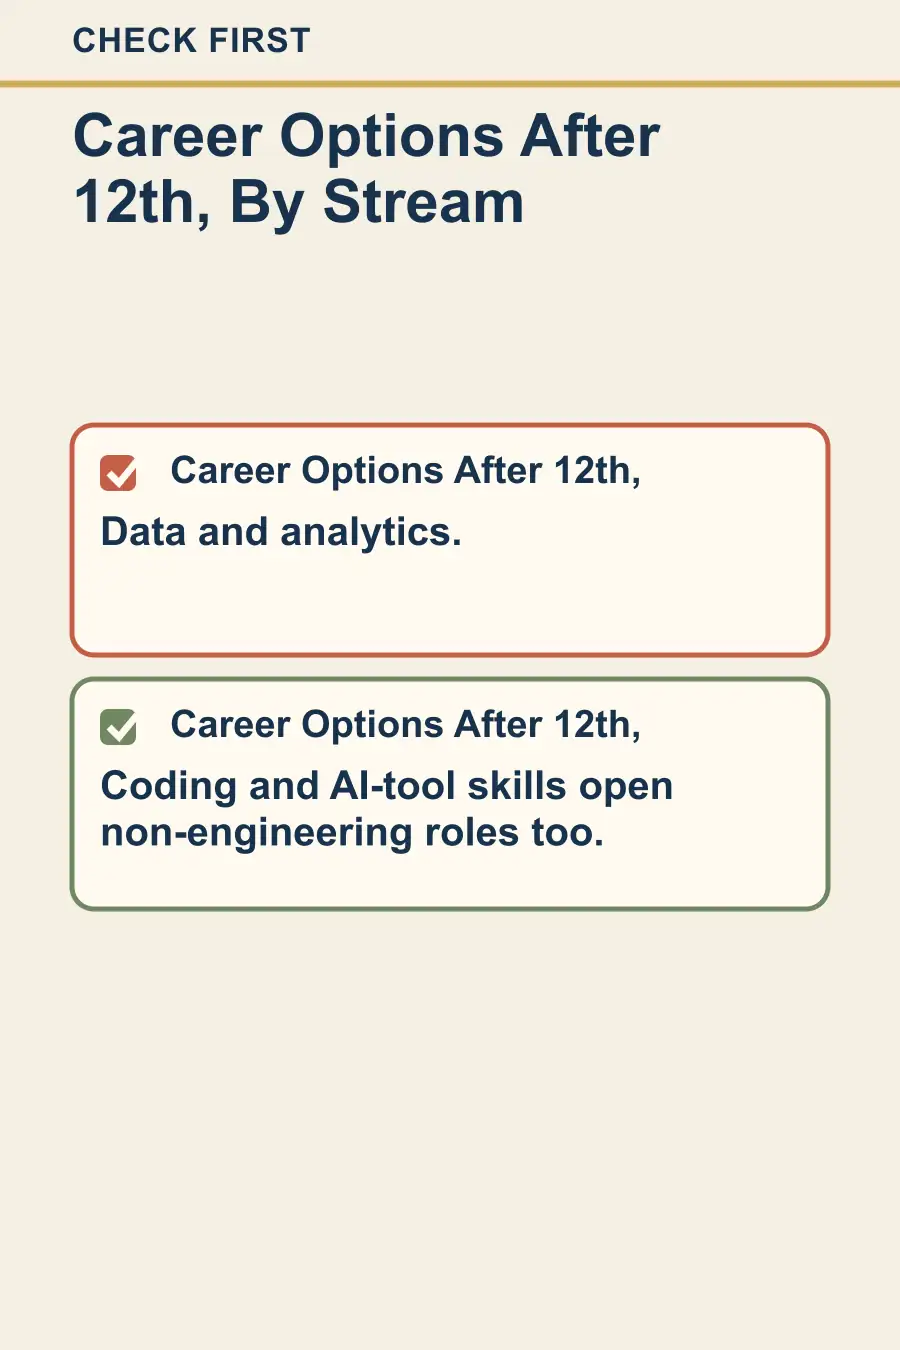 CHECK FIRST
Career Options After
12th, By Stream
Career Options After 12th,
Data and analytics.
Career Options After 12th,
Coding and AI-tool skills open
non-engineering roles too.